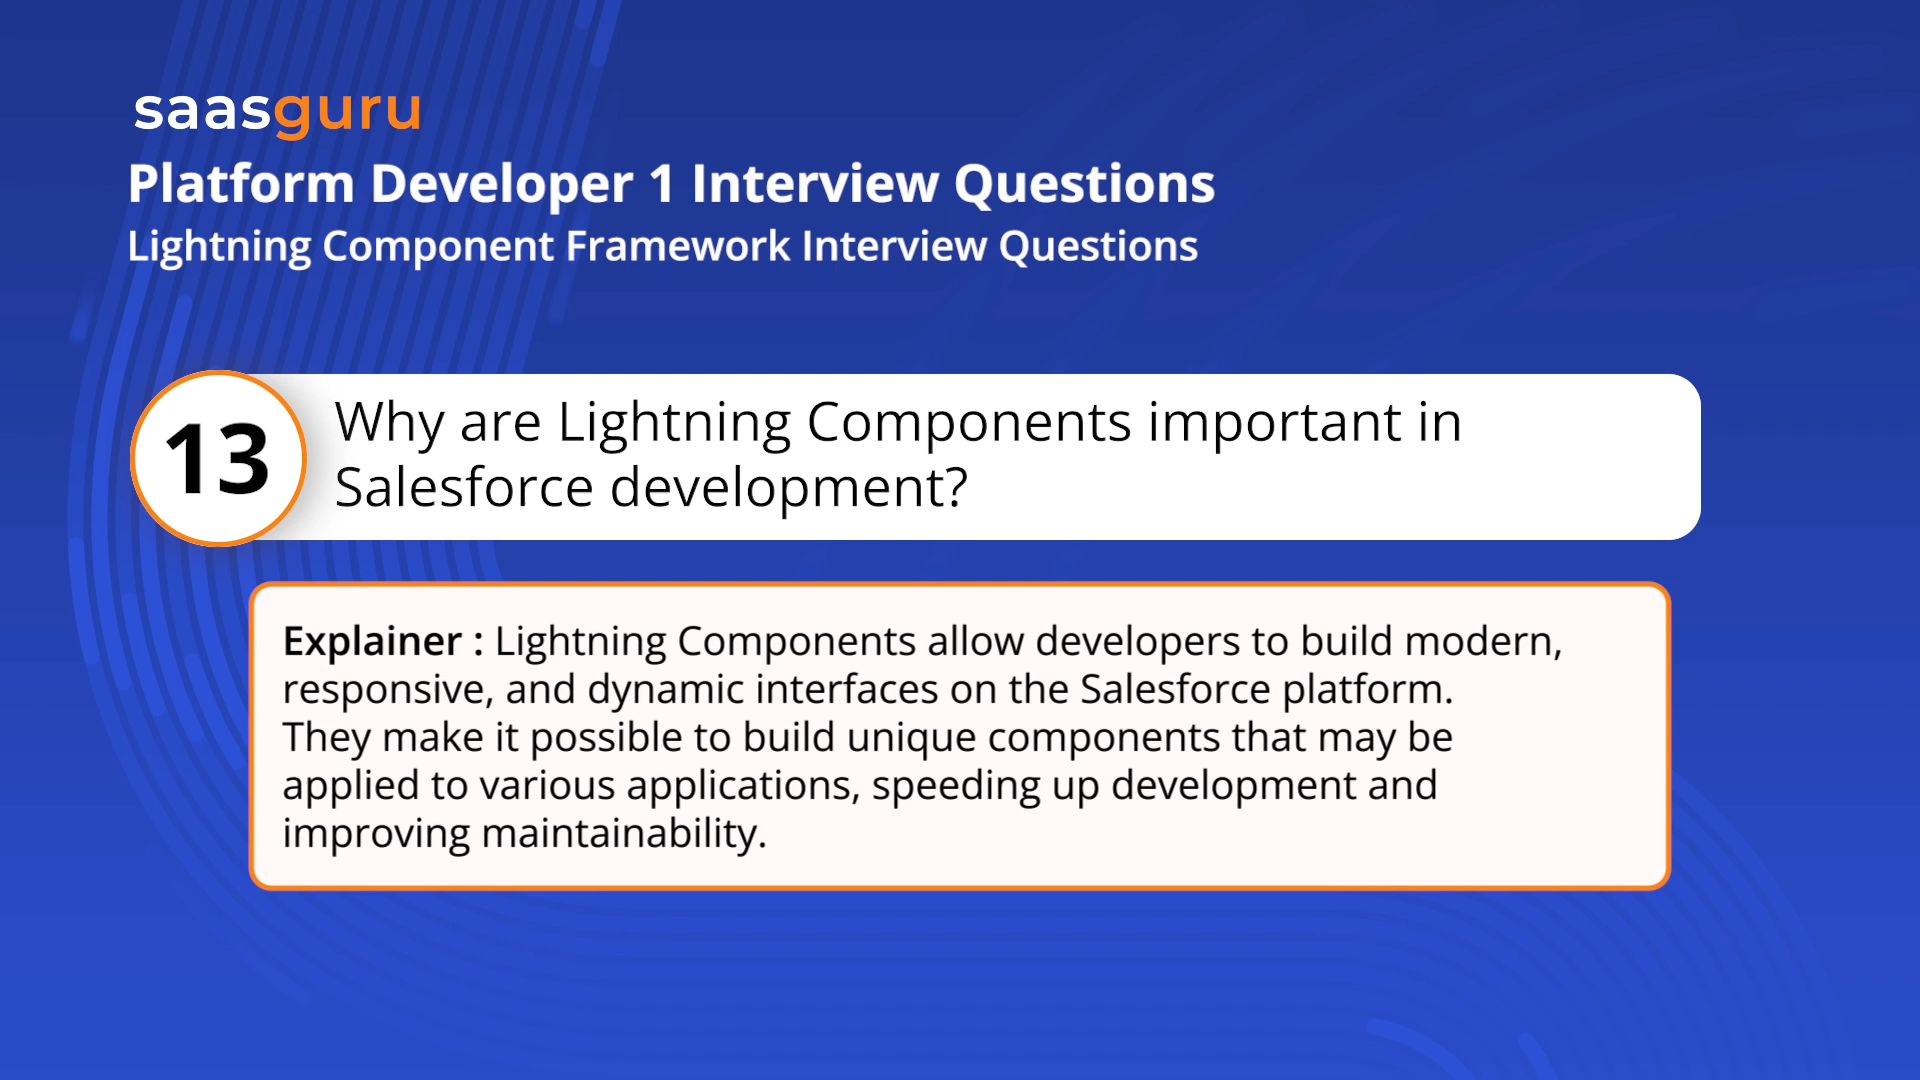 saasguru
Platform Developer 1 Interview Questions
Lightning Component Framework Interview Questions
13
Why are Lightning Components important in
Salesforce development?
Explainer : Lightning Components allow developers to build modern,
responsive, and dynamic interfaces on the Salesforce platform.
They make it possible to build unique components that may be
applied to various applications, speeding up development and
improving maintainability.